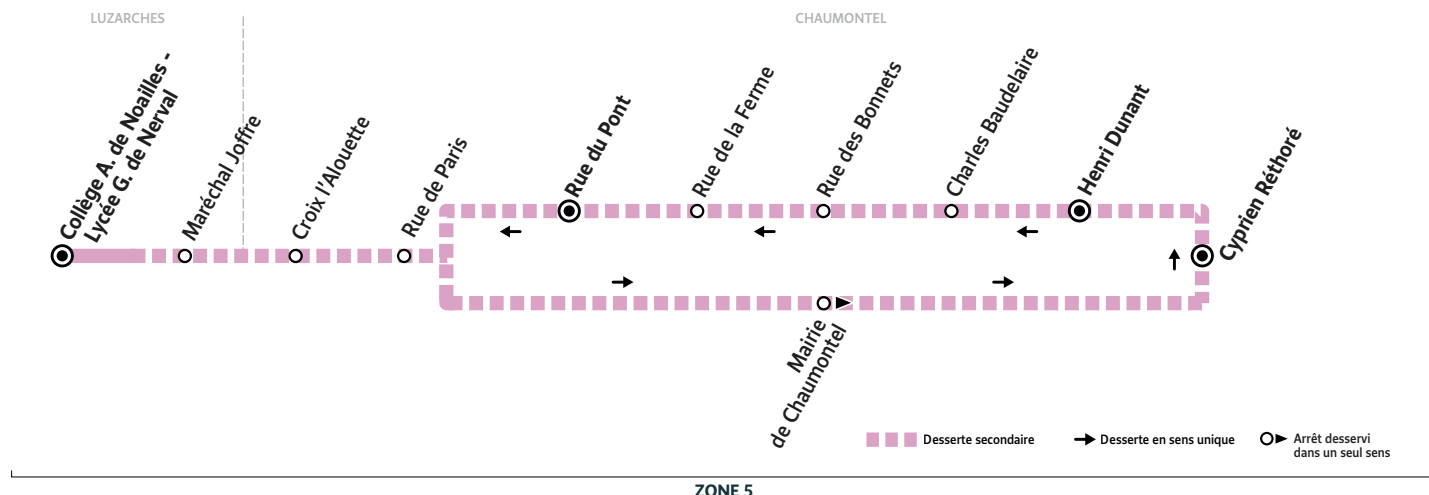 LUZARCHES
CHAUMONTEL
Collège A. de Noailles -
Lycée G. de Nerval
Maréchal Joffre
Croix l'Alouette
Rue de Paris
Rue du Pont
Rue de la Ferme
Rue des Bonnets
Charles Baudelaire
Henri Dunant
Cyprien Réthoré
Mairie
de Chaumontel
Desserte secondaire
Desserte en sens unique
Arrêt desservi
dans un seul sens
ZONE 5